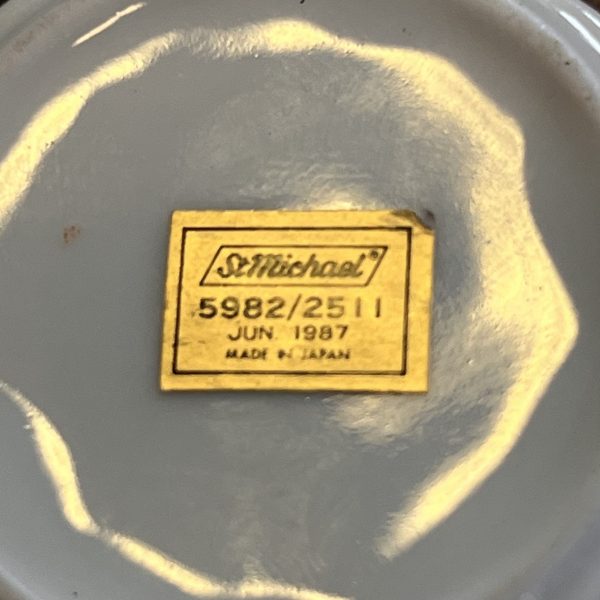 St Michael®
5982/2511
JUN. 1987
MADE IN JAPAN